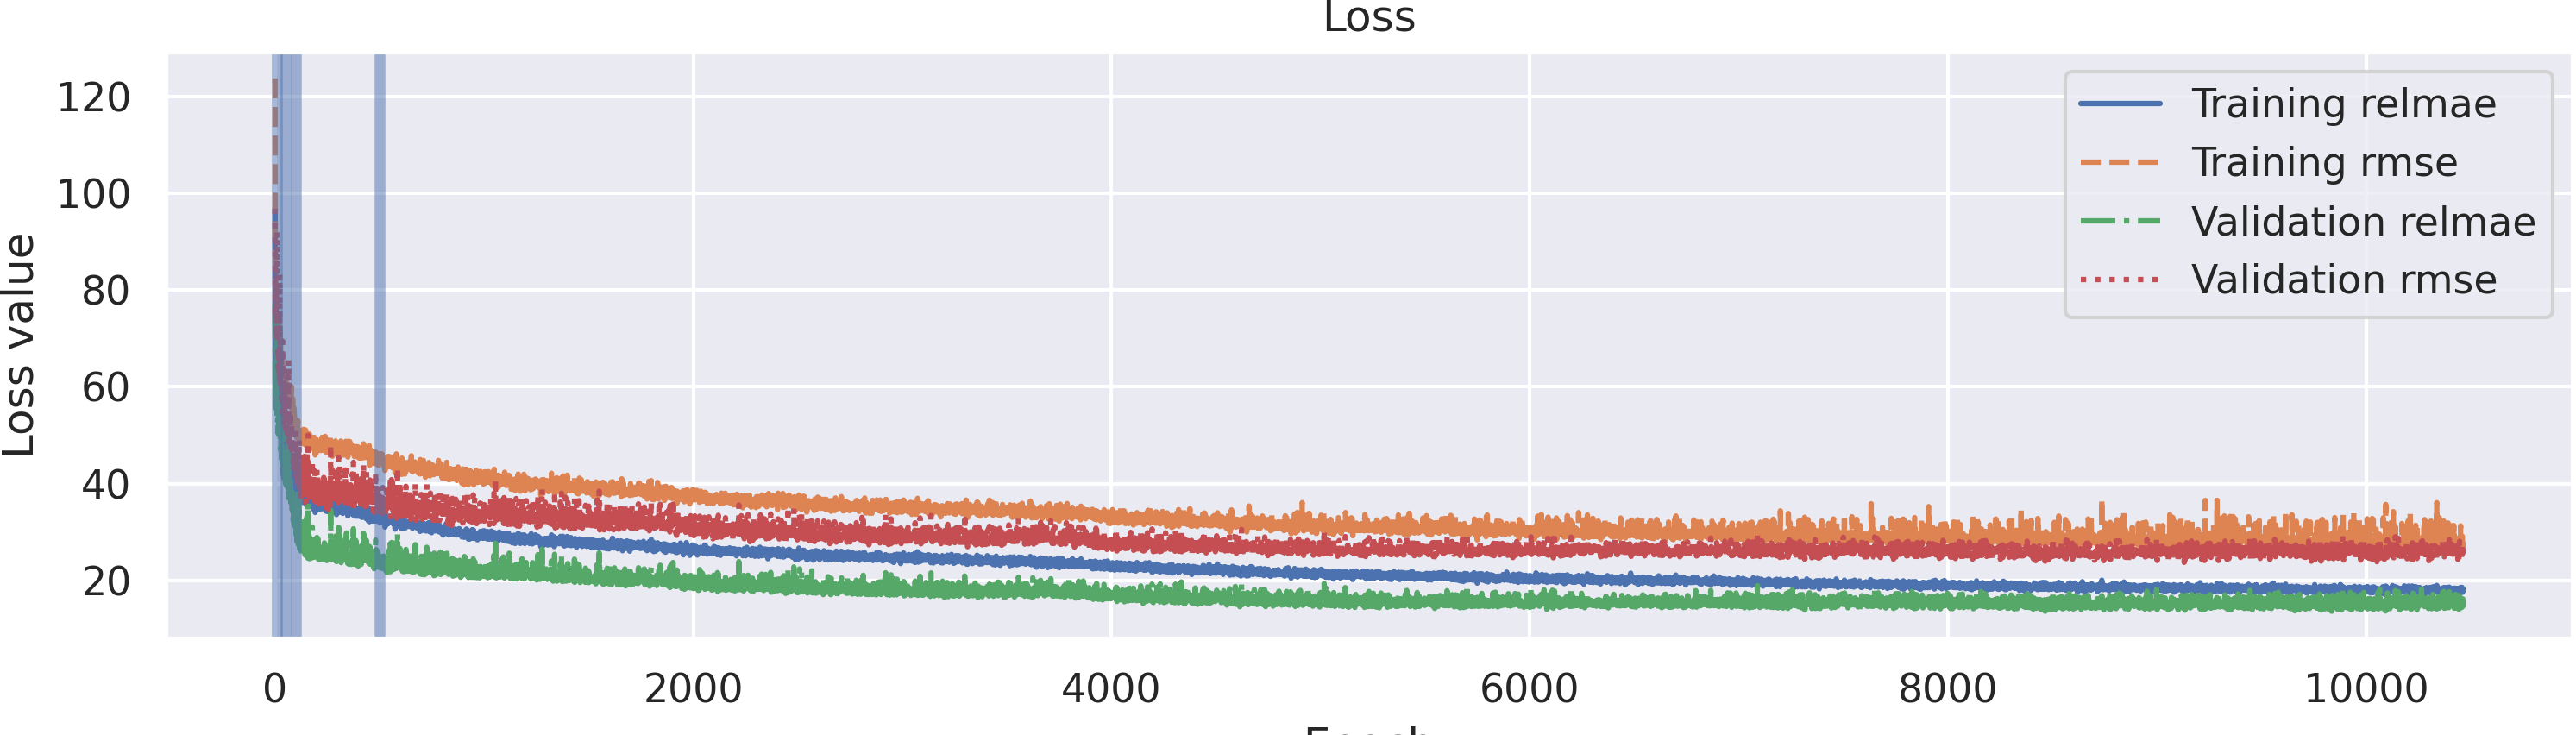 Loss
Loss value
120
100
80
60
40
20
0
2000
4000
6000
8000
10000
Training relmae
Training rmse
Validation relmae
Validation rmse